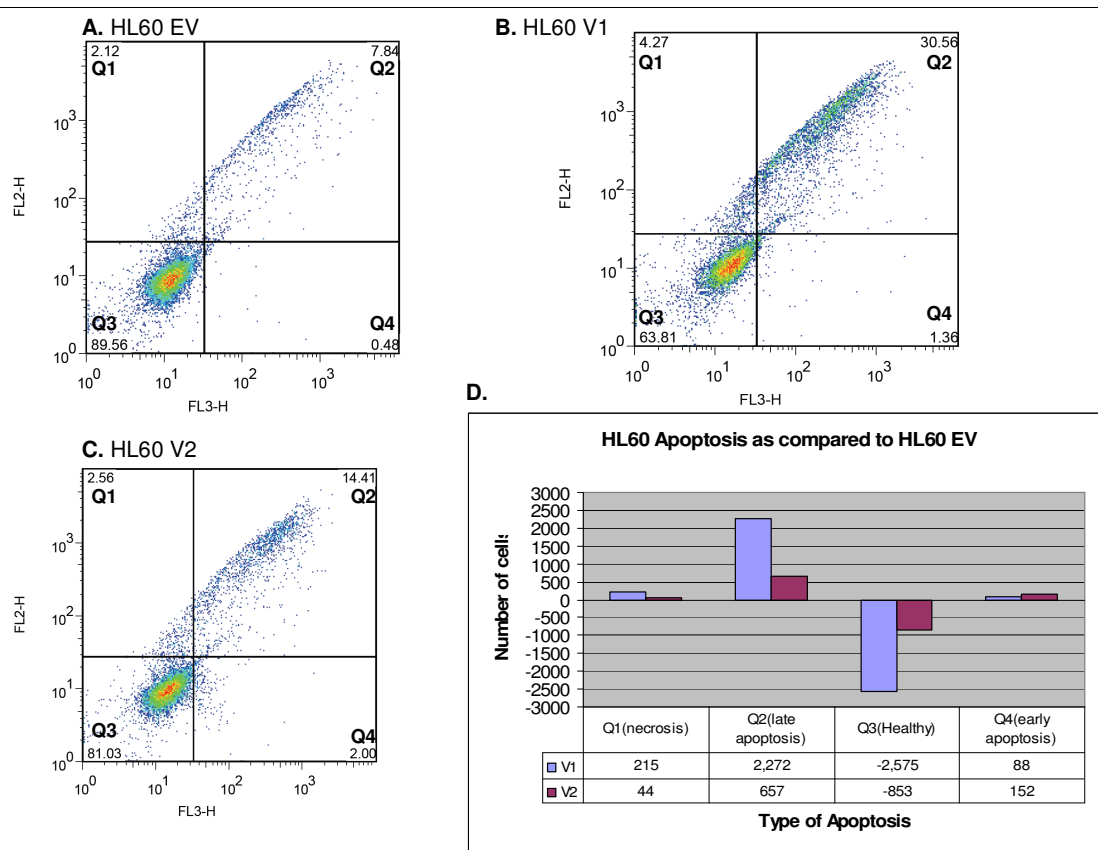 A. HL60 EV
2.12
7.84
Q1
Q2
10³
10²
10¹
10⁰
FL2-H
Q3
Q4
89.56
0.48
10⁰ 10¹ 10² 10³
FL3-H
B. HL60 V1
4.27
30.56
Q1
Q2
10³
10²
10¹
10⁰
FL2-H
Q3
Q4
63.81
1.36
10⁰ 10¹ 10² 10³
FL3-H
C. HL60 V2
2.56
14.41
Q1
Q2
10³
10²
10¹
10⁰
FL2-H
Q3
Q4
81.03
2.00
10⁰ 10¹ 10² 10³
FL3-H
D.
HL60 Apoptosis as compared to HL60 EV
Number of cells
3000
2500
2000
1500
1000
500
0
-500
-1000
-1500
-2000
-2500
-3000
Q1(necrosis) Q2(late apoptosis) Q3(Healthy) Q4(early apoptosis)
V1 215 2,272 -2,575 88
V2 44 657 -853 152
Type of Apoptosis